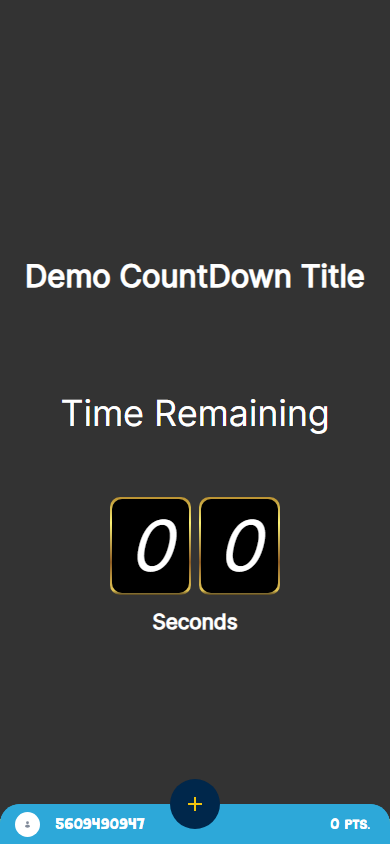 Demo CountDown Title
Time Remaining
0 0
Seconds
5609490947
0 PTS.